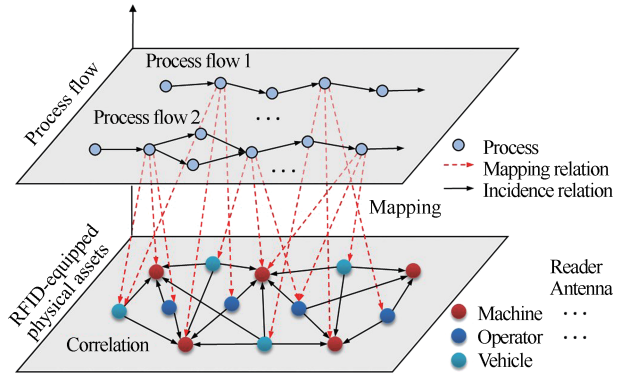 Process flow
Process flow 1
. . .
Process flow 2
. . .
Process
Mapping relation
Incidence relation
Mapping
RFID-equipped
physical assets
Correlation
Reader
Antenna
Machine . . .
Operator . . .
Vehicle